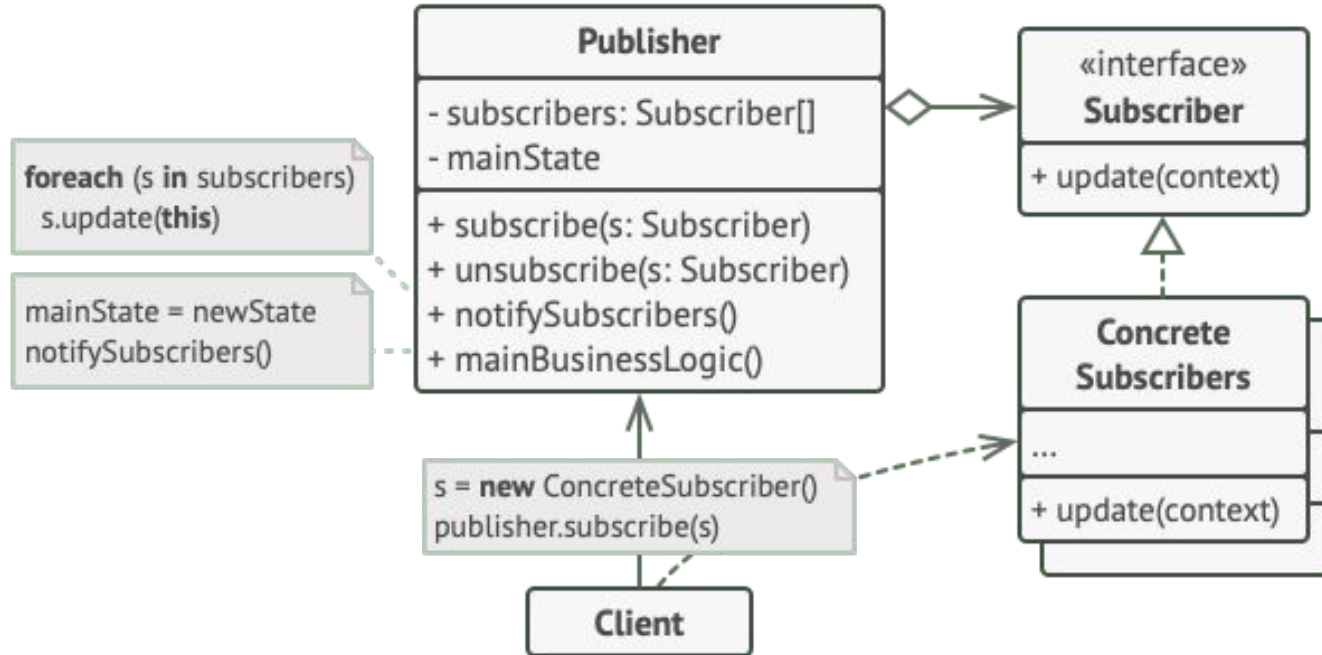 Publisher
- subscribers: Subscriber[]
- mainState
+ subscribe(s: Subscriber)
+ unsubscribe(s: Subscriber)
+ notifySubscribers()
+ mainBusinessLogic()
«interface»
Subscriber
+ update(context)
foreach (s in subscribers)
s.update(this)
mainState = newState
notifySubscribers()
Concrete
Subscribers
...
+ update(context)
s = new ConcreteSubscriber()
publisher.subscribe(s)
Client